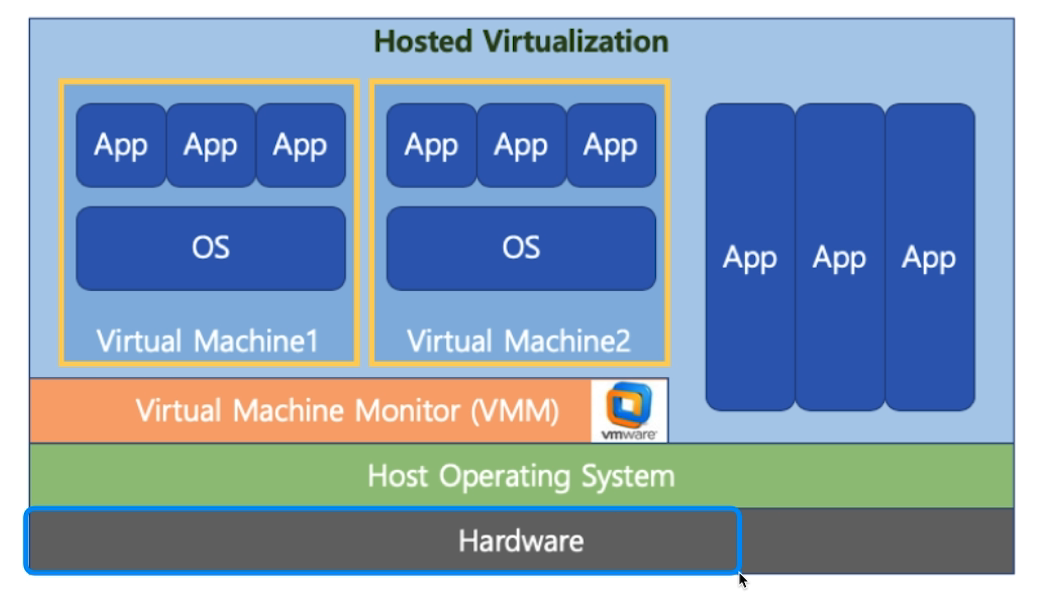 Hosted Virtualization
App App App
OS
Virtual Machine1
App App App
OS
Virtual Machine2
App App App
Virtual Machine Monitor (VMM)
vmware
Host Operating System
Hardware